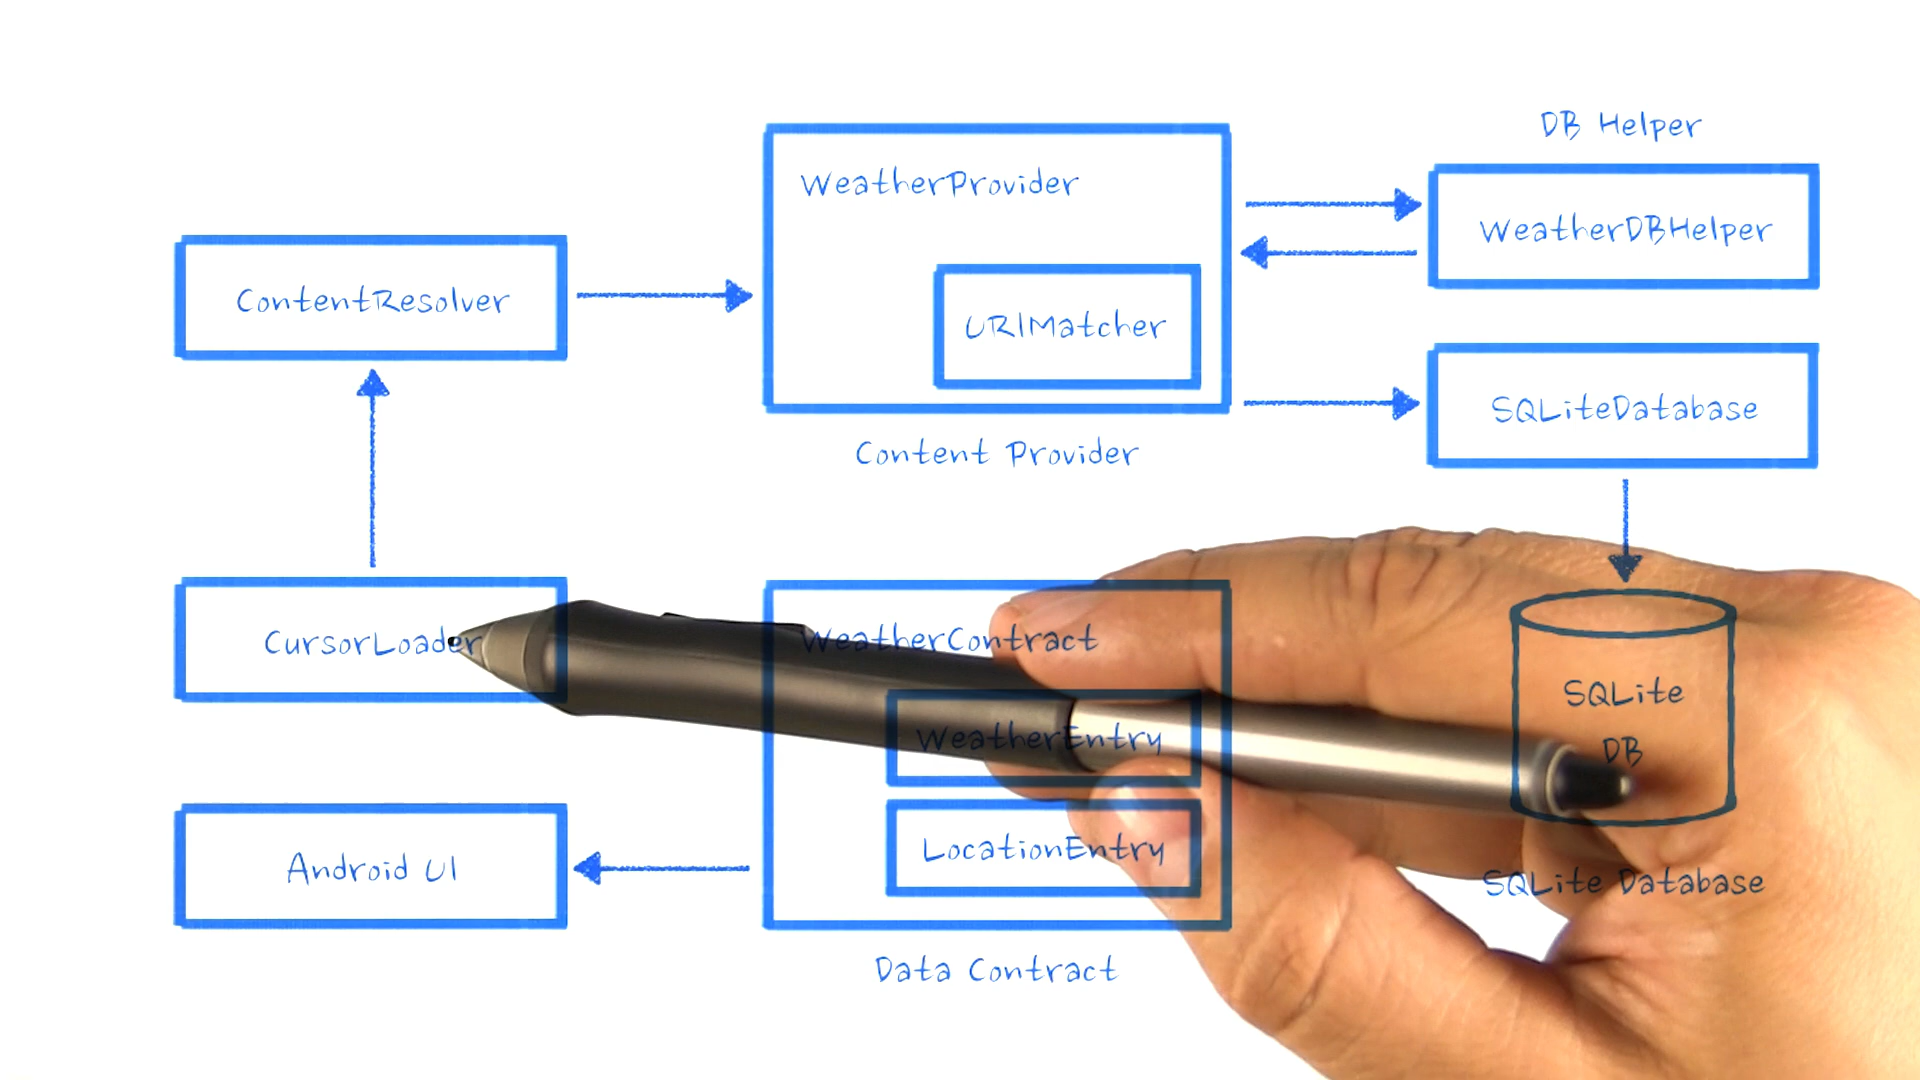 DB Helper
WeatherProvider
WeatherDBHelper
ContentResolver
URIMatcher
SQLiteDatabase
Content Provider
CursorLoader
WeatherContract
SQLite
DB
WeatherEntry
LocationEntry
Android UI
SQLite Database
Data Contract